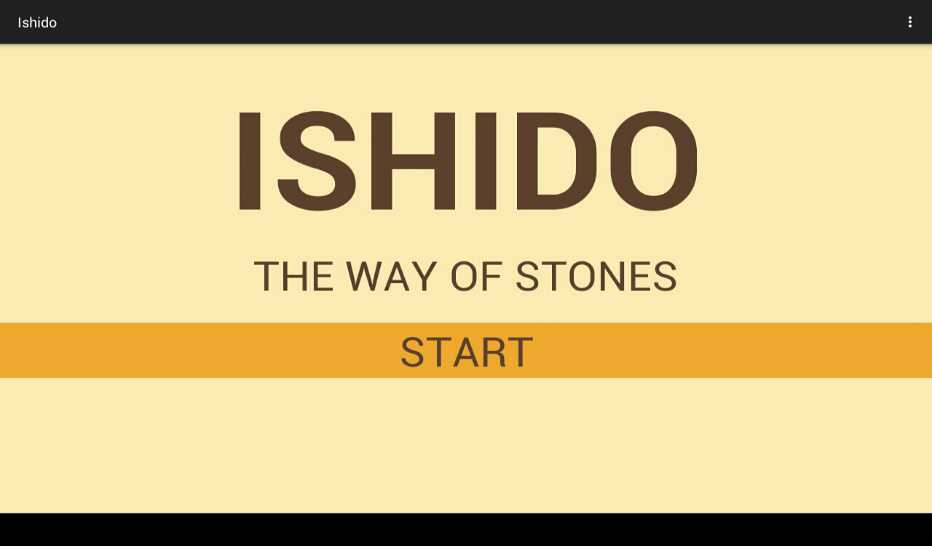 Ishido
ISHIDO
THE WAY OF STONES
START